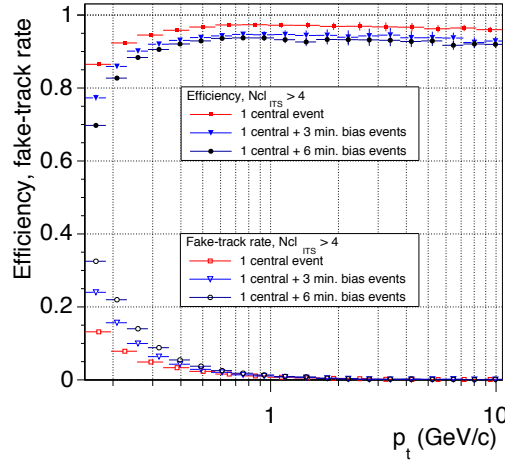 Efficiency, fake-track rate
1
0.8
0.6
0.4
0.2
0
Efficiency, Ncl ITS > 4
1 central event
1 central + 3 min. bias events
1 central + 6 min. bias events
Fake-track rate, Ncl ITS > 4
1 central event
1 central + 3 min. bias events
1 central + 6 min. bias events
1
10
pt (GeV/c)